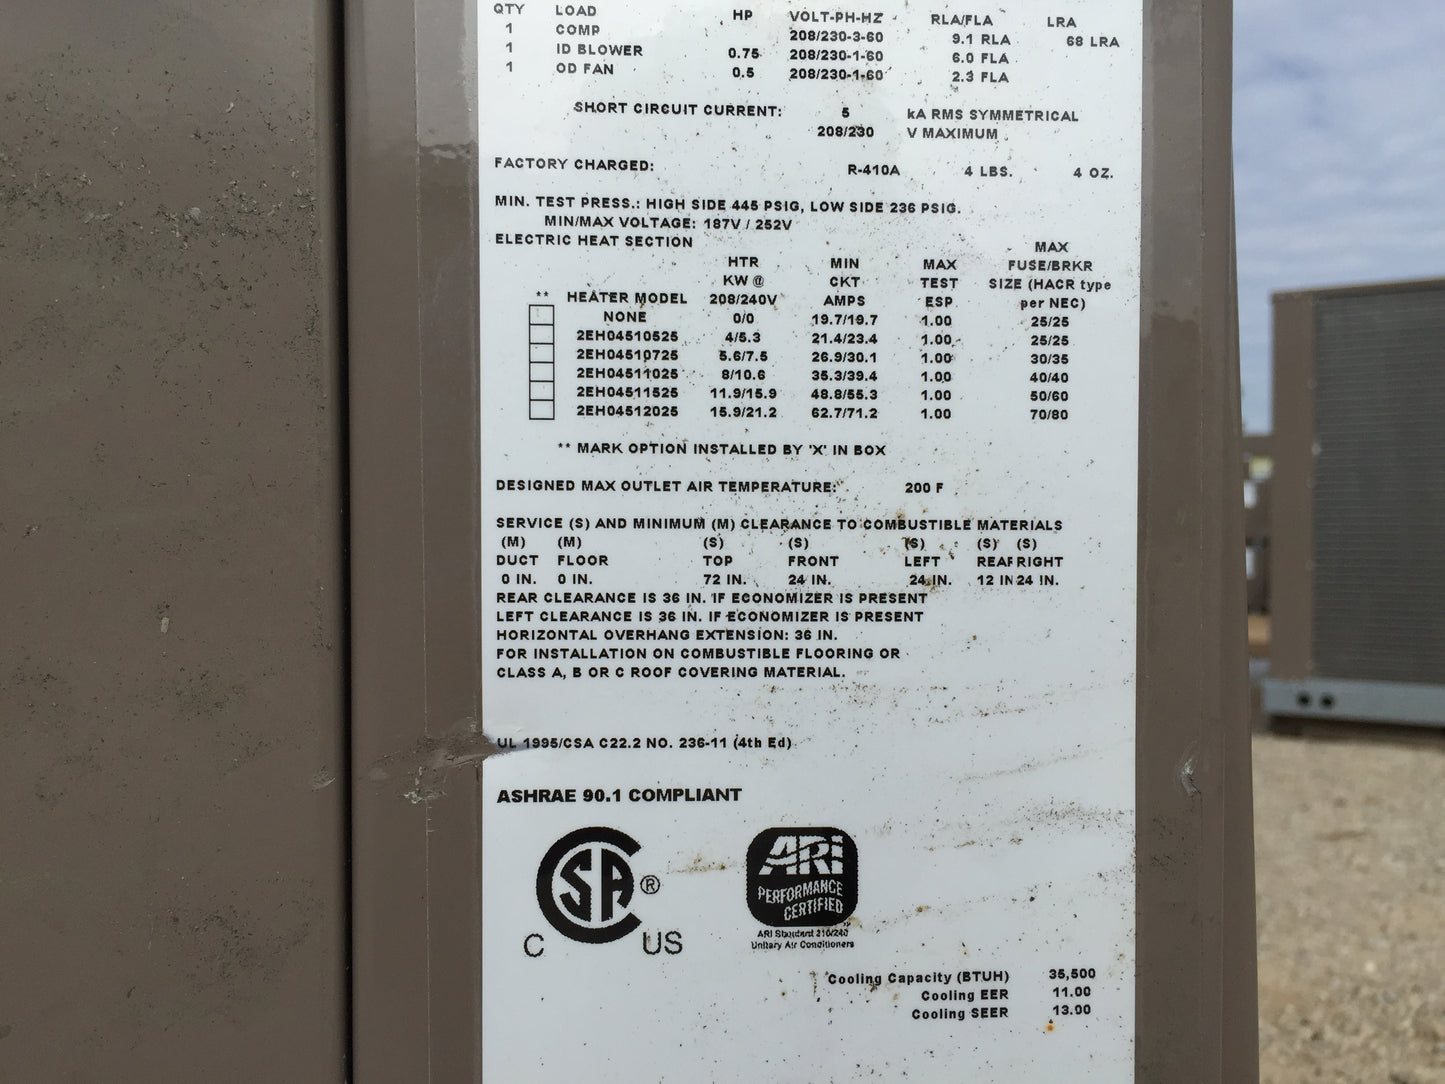 QTY LOAD HP VOLT-PH-HZ RLA/FLA LRA
1 COMP 208/230-3-60 9.1 RLA 68 LRA
1 ID BLOWER 0.75 208/230-1-60 6.0 FLA
1 OD FAN 0.5 208/230-1-60 2.3 FLA
SHORT CIRCUIT CURRENT: 5 kA RMS SYMMETRICAL
208/230 V MAXIMUM
FACTORY CHARGED: R-410A 4 LBS. 4 OZ.
MIN. TEST PRESS.: HIGH SIDE 445 PSIG, LOW SIDE 236 PSIG.
MIN/MAX VOLTAGE: 187V / 252V
ELECTRIC HEAT SECTION MAX
HTR MIN MAX FUSE/BRKR
KW @ CKT TEST SIZE (HACR type
** HEATER MODEL 208/240V AMPS ESP per NEC)
NONE 0/0 19.7/19.7 1.00 25/25
2EH04510525 4/5.3 21.4/23.4 1.00 25/25
2EH04510725 5.6/7.5 26.9/30.1 1.00 30/35
2EH04511025 8/10.6 35.3/39.4 1.00 40/40
2EH04511525 11.9/15.9 48.8/55.3 1.00 50/60
2EH04512025 15.9/21.2 62.7/71.2 1.00 70/80
** MARK OPTION INSTALLED BY 'X' IN BOX
DESIGNED MAX OUTLET AIR TEMPERATURE: 200 F
SERVICE (S) AND MINIMUM (M) CLEARANCE TO COMBUSTIBLE MATERIALS
(M) (M) (S) (S) (S) (S) (S)
DUCT FLOOR TOP FRONT LEFT REAR RIGHT
0 IN. 0 IN. 72 IN. 24 IN. 24 IN. 12 IN 24 IN.
REAR CLEARANCE IS 36 IN. IF ECONOMIZER IS PRESENT
LEFT CLEARANCE IS 36 IN. IF ECONOMIZER IS PRESENT
HORIZONTAL OVERHANG EXTENSION: 36 IN.
FOR INSTALLATION ON COMBUSTIBLE FLOORING OR
CLASS A, B OR C ROOF COVERING MATERIAL.
UL 1995/CSA C22.2 NO. 236-11 (4th Ed)
ASHRAE 90.1 COMPLIANT
CSA ®
C US
ARI
PERFORMANCE
CERTIFIED
ARI Standard 210/240
Unitary Air Conditioners
Cooling Capacity (BTUH) 35,500
Cooling EER 11.00
Cooling SEER 13.00